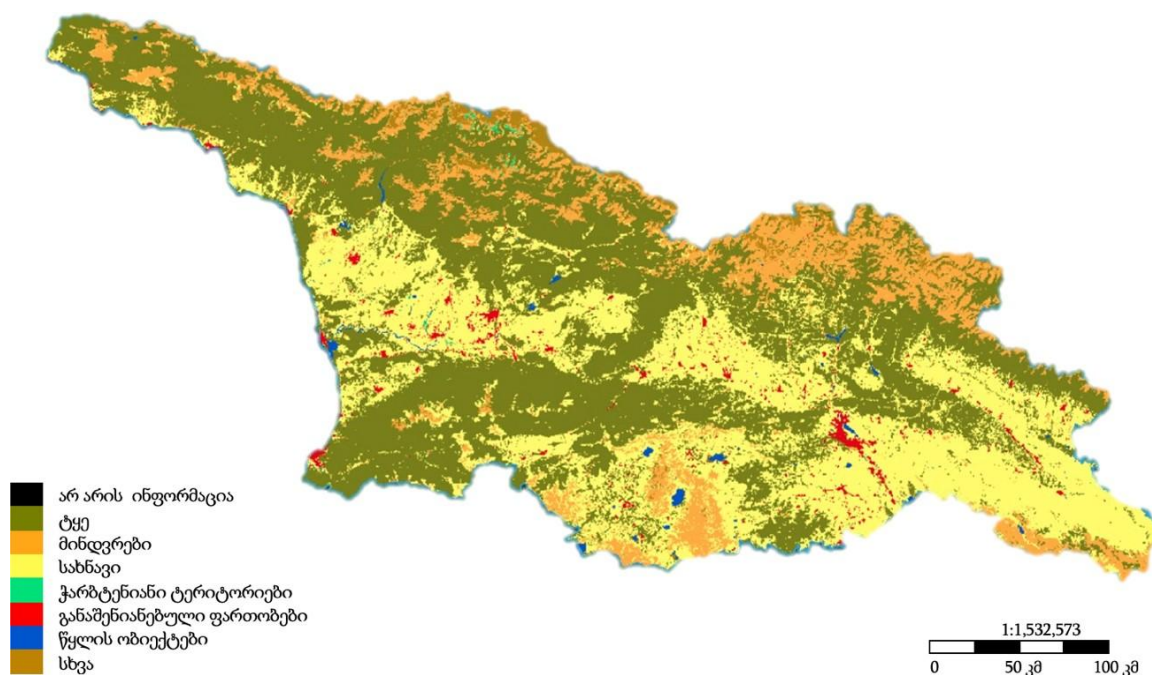 არ არის ინფორმაცია
ტყე
მინდვრები
სახნავი
ჭარბტენიანი ტერიტორიები
განაშენიანებული ფართობები
წყლის ობიექტები
სხვა
1:1,532,573
0 50 კმ 100 კმ